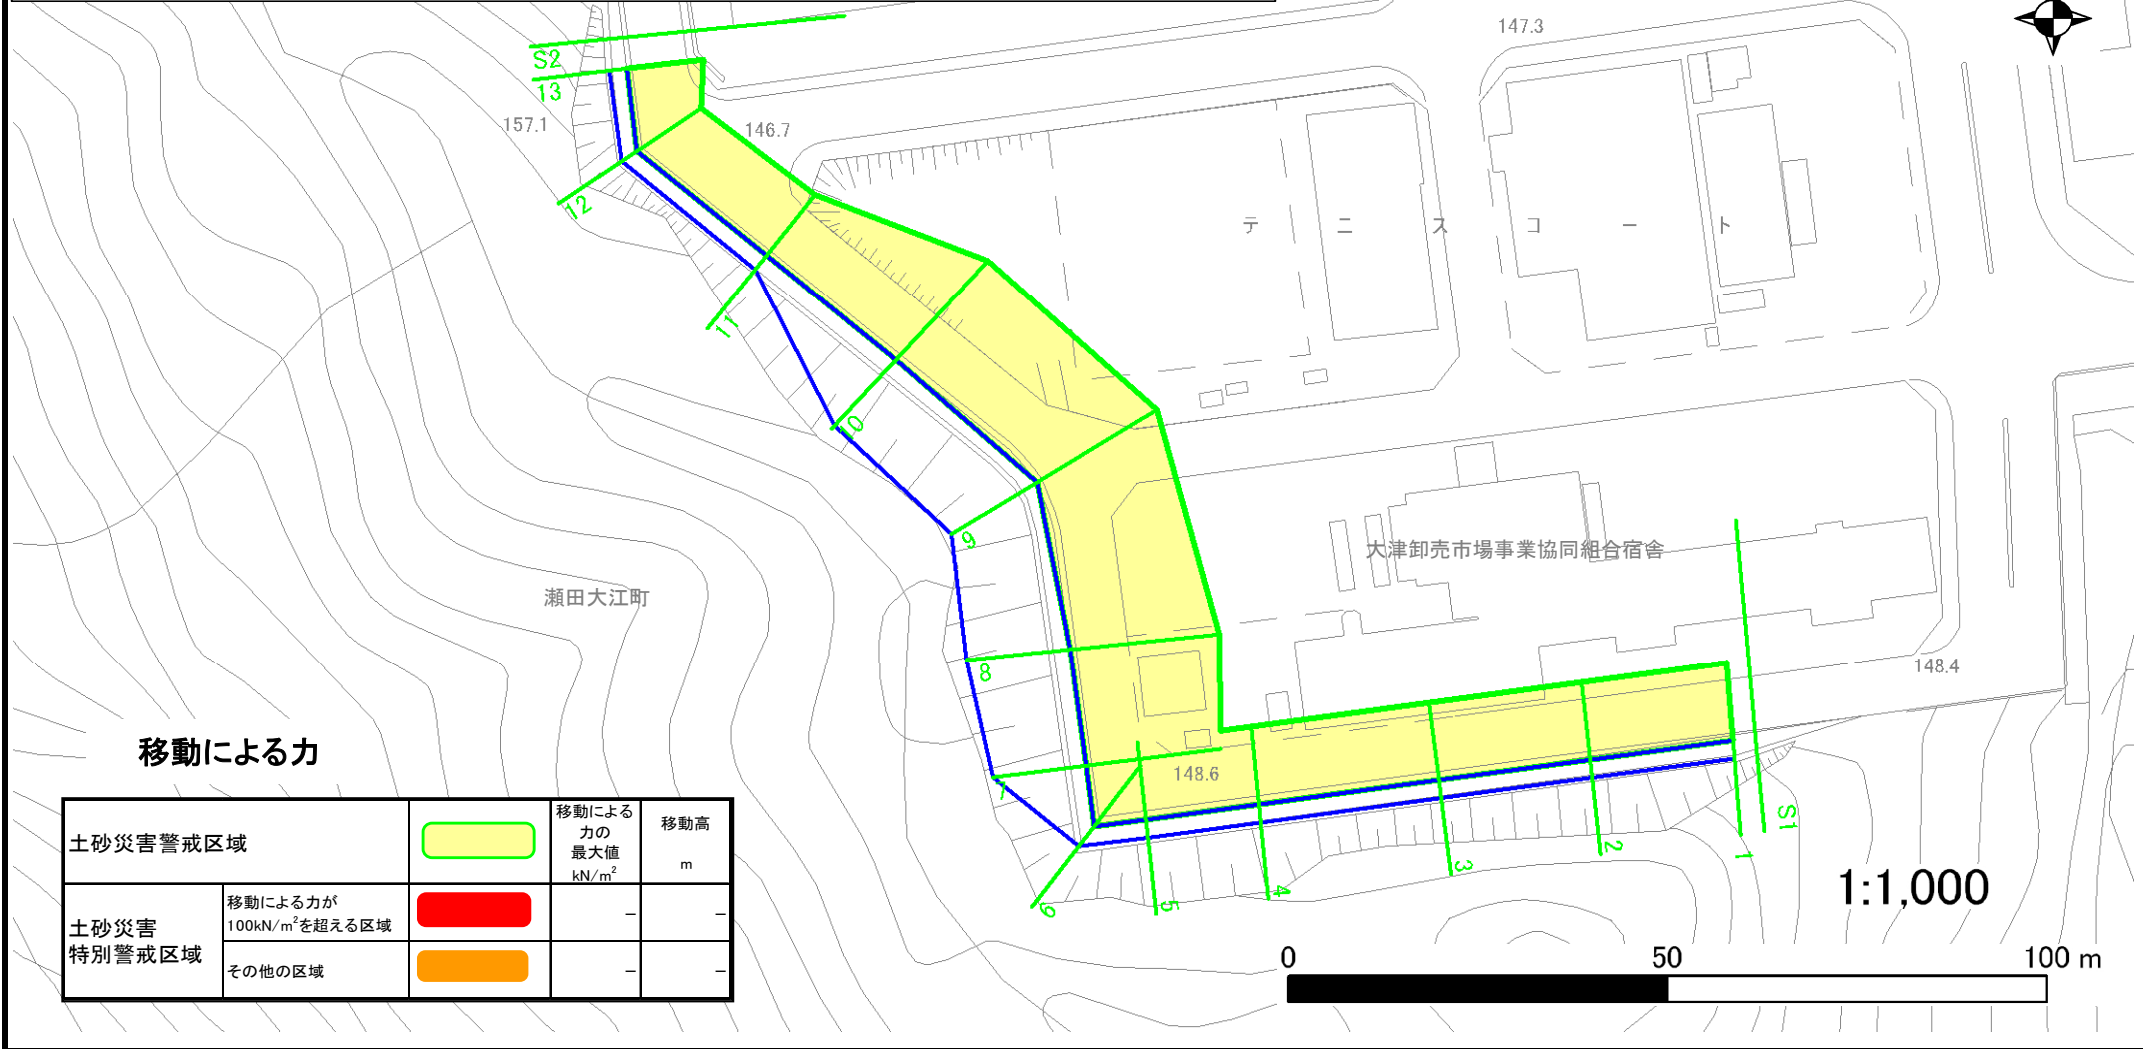 147.3
S2
13
157.1
146.7
12
テニスコート
11
10
9
大津卸売市場事業協同組合宿舎
瀬田大江町
8
148.4
移動による力
7
148.6
S1
1
2
3
4
5
6
1:1,000
土砂災害警戒区域
移動による
力の
最大値
kN/m²
移動高
m
土砂災害
特別警戒区域
移動による力が
100kN/m²を超える区域
－
－
その他の区域
－
－
0 50 100 m